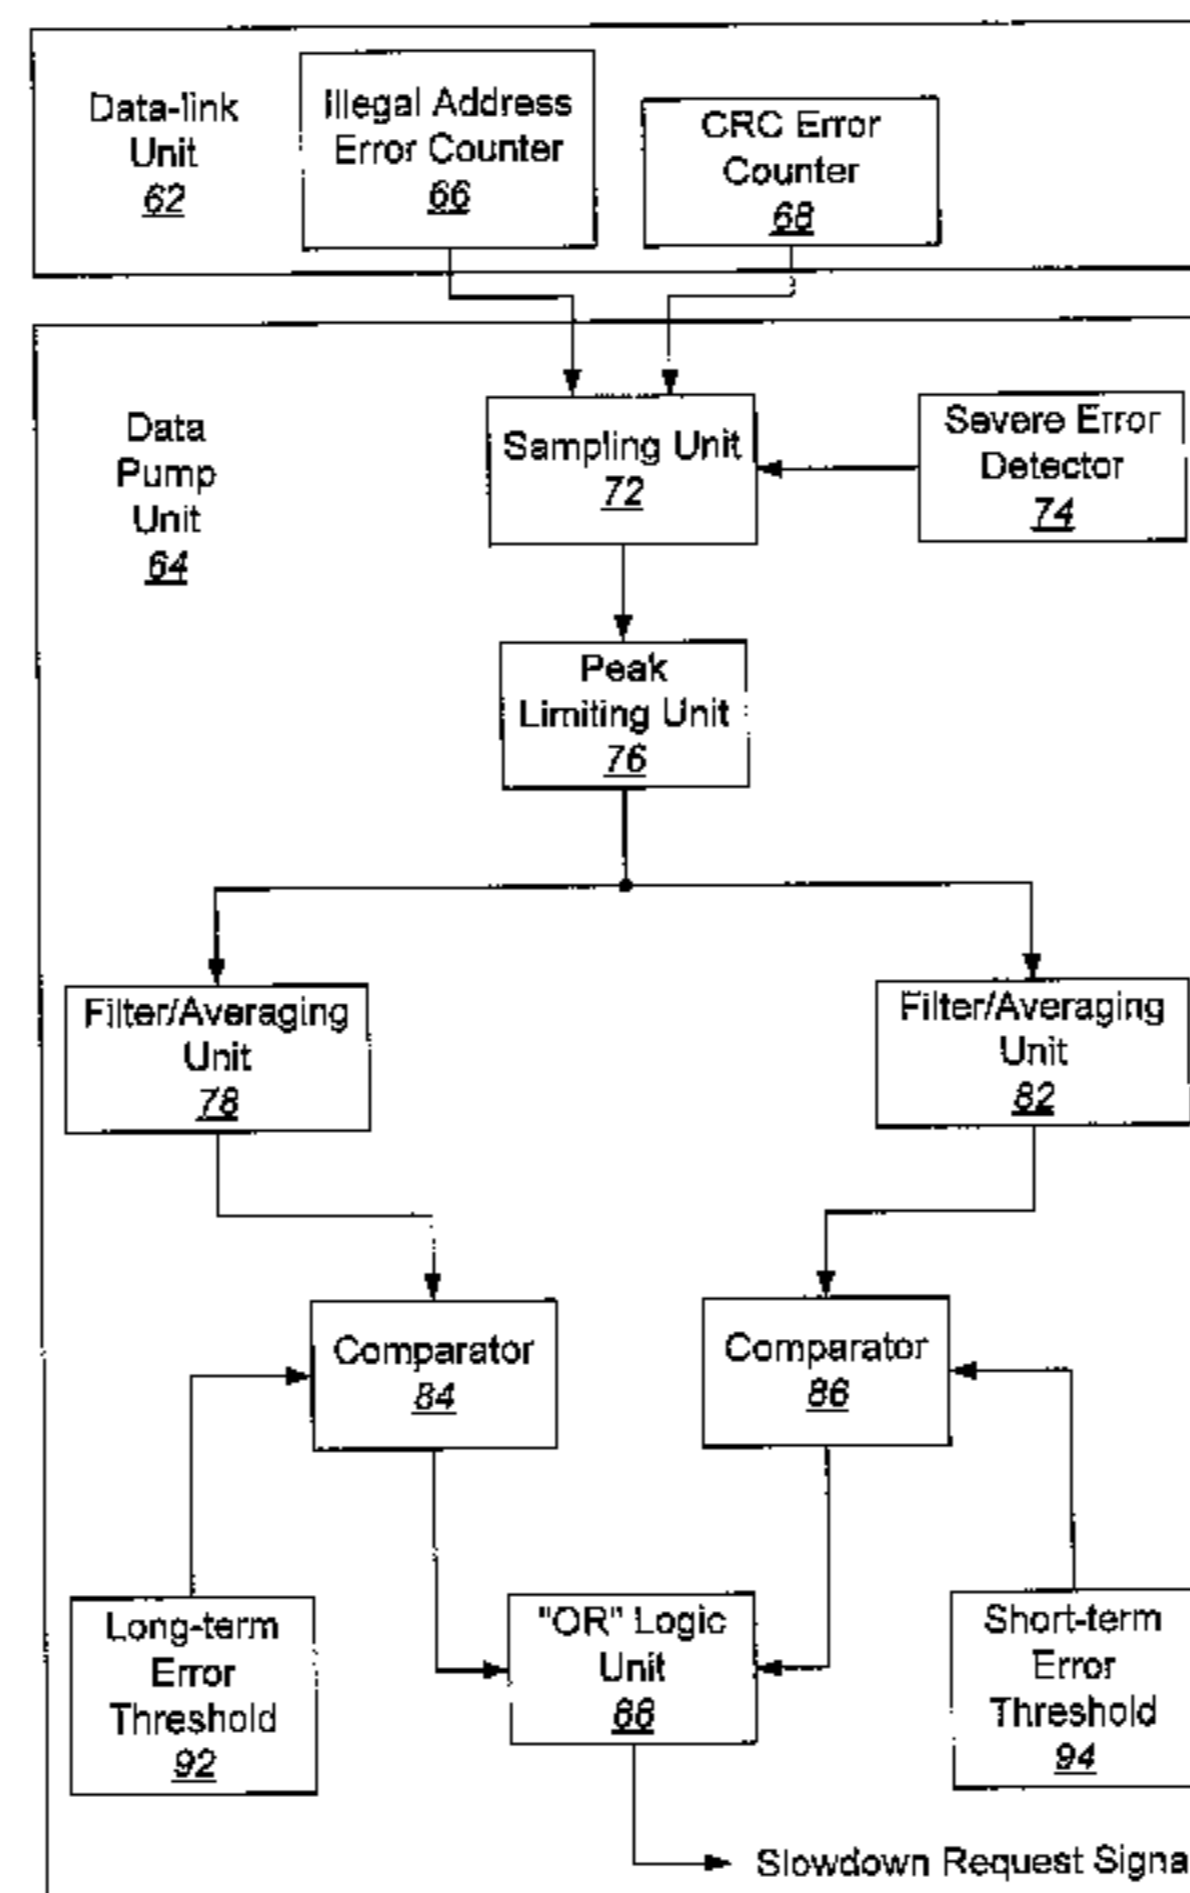 Data-link
Unit
62
Illegal Address
Error Counter
66
CRC Error
Counter
68
Data
Pump
Unit
64
Sampling Unit
72
Severe Error
Detector
74
Peak
Limiting Unit
76
Filter/Averaging
Unit
78
Filter/Averaging
Unit
82
Comparator
84
Comparator
86
Long-term
Error
Threshold
92
"OR" Logic
Unit
88
Short-term
Error
Threshold
94
Slowdown Request Signa